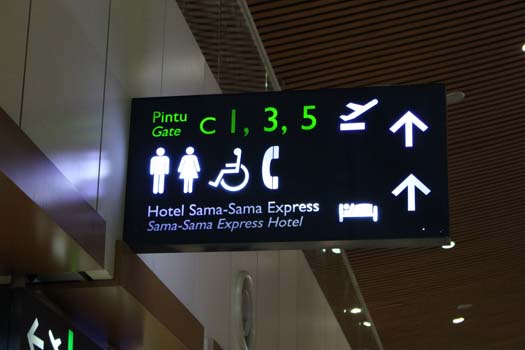 Pintu C 1, 3, 5
Gate
Hotel Sama-Sama Express
Sama-Sama Express Hotel